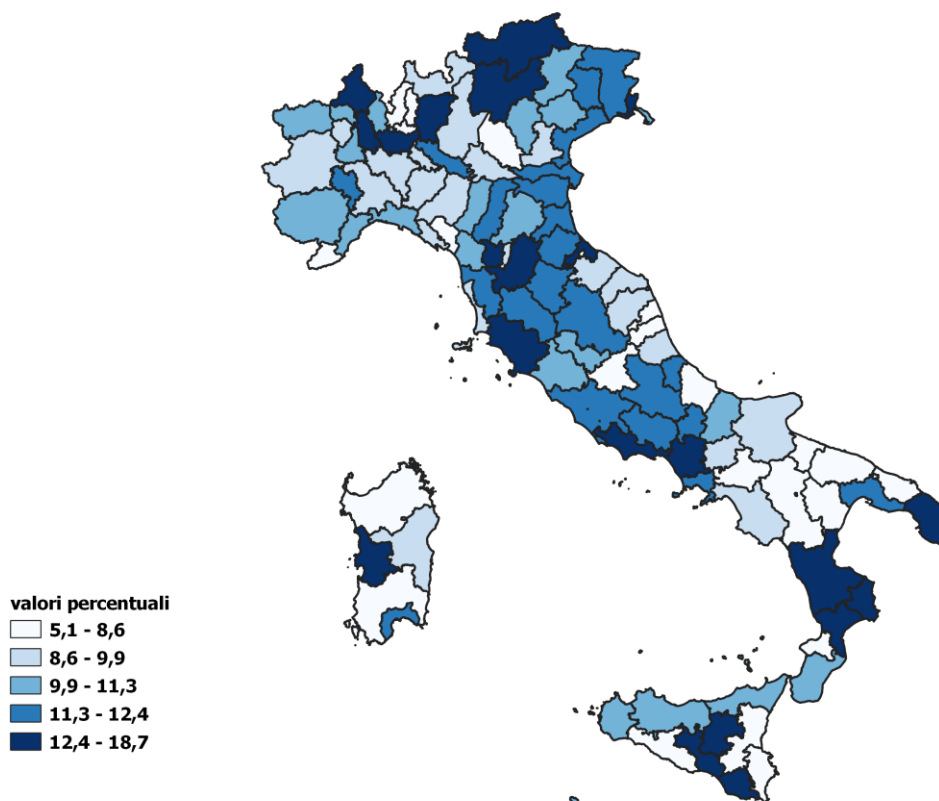 valori percentuali
5,1 - 8,6
8,6 - 9,9
9,9 - 11,3
11,3 - 12,4
12,4 - 18,7